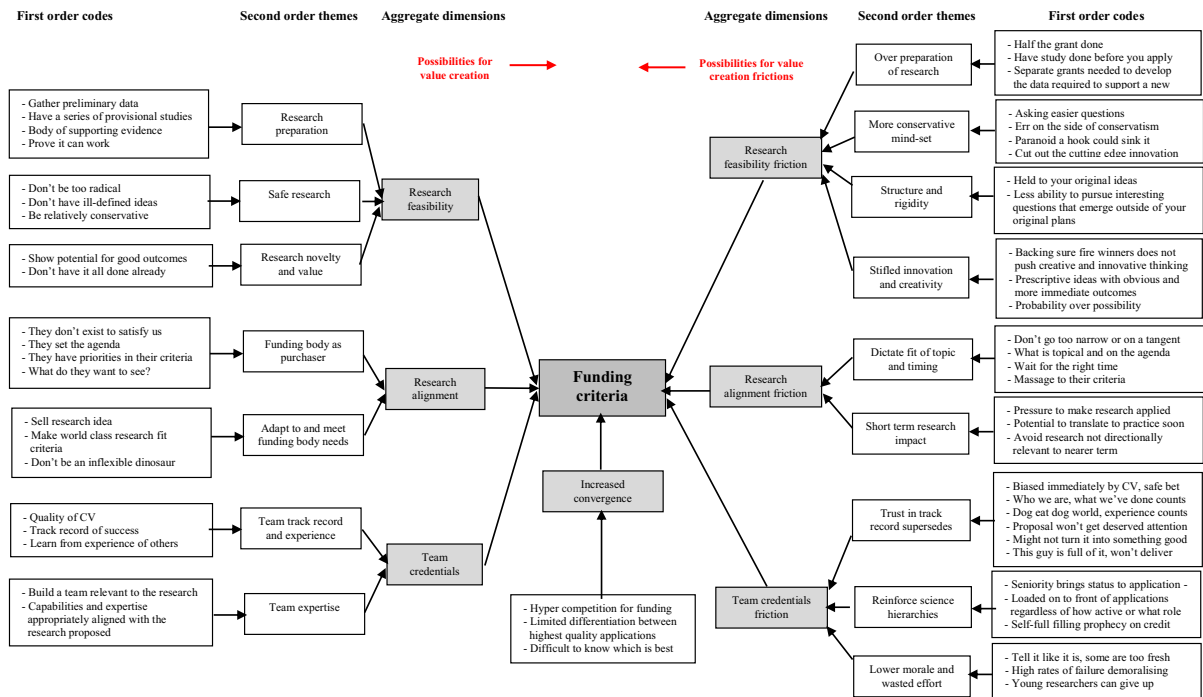 First order codes
Second order themes
Aggregate dimensions
Aggregate dimensions
Second order themes
First order codes
Possibilities for
value creation
Possibilities for value
creation frictions
- Gather preliminary data
- Have a series of provisional studies
- Body of supporting evidence
- Prove it can work
Research
preparation
- Don't be too radical
- Don't have ill-defined ideas
- Be relatively conservative
Safe research
- Show potential for good outcomes
- Don't have it all done already
Research novelty
and value
Research
feasibility
- They don't exist to satisfy us
- They set the agenda
- They have priorities in their criteria
- What do they want to see?
Funding body as
purchaser
- Sell research idea
- Make world class research fit
criteria
- Don't be an inflexible dinosaur
Adapt to and meet
funding body needs
Research
alignment
- Quality of CV
- Track record of success
- Learn from experience of others
Team track record
and experience
- Build a team relevant to the research
- Capabilities and expertise
appropriately aligned with the
research proposed
Team expertise
Team
credentials
Funding
criteria
Increased
convergence
- Hyper competition for funding
- Limited differentiation between
highest quality applications
- Difficult to know which is best
Research
feasibility friction
Over preparation
of research
- Half the grant done
- Have study done before you apply
- Separate grants needed to develop
the data required to support a new
More conservative
mind-set
- Asking easier questions
- Err on the side of conservatism
- Paranoid a hook could sink it
- Cut out the cutting edge innovation
Structure and
rigidity
- Held to your original ideas
- Less ability to pursue interesting
questions that emerge outside of your
original plans
Stifled innovation
and creativity
- Backing sure fire winners does not
push creative and innovative thinking
- Prescriptive ideas with obvious and
more immediate outcomes
- Probability over possibility
Research
alignment friction
Dictate fit of topic
and timing
- Don't go too narrow or on a tangent
- What is topical and on the agenda
- Wait for the right time
- Massage to their criteria
Short term research
impact
- Pressure to make research applied
- Potential to translate to practice soon
- Avoid research not directionally
relevant to nearer term
Team credentials
friction
Trust in track
record supersedes
- Biased immediately by CV, safe bet
- Who we are, what we've done counts
- Dog eat dog world, experience counts
- Proposal won't get deserved attention
- Might not turn it into something good
- This guy is full of it, won't deliver
Reinforce science
hierarchies
- Seniority brings status to application -
- Loaded on to front of applications
regardless of how active or what role
- Self-full filling prophecy on credit
Lower morale and
wasted effort
- Tell it like it is, some are too fresh
- High rates of failure demoralising
- Young researchers can give up